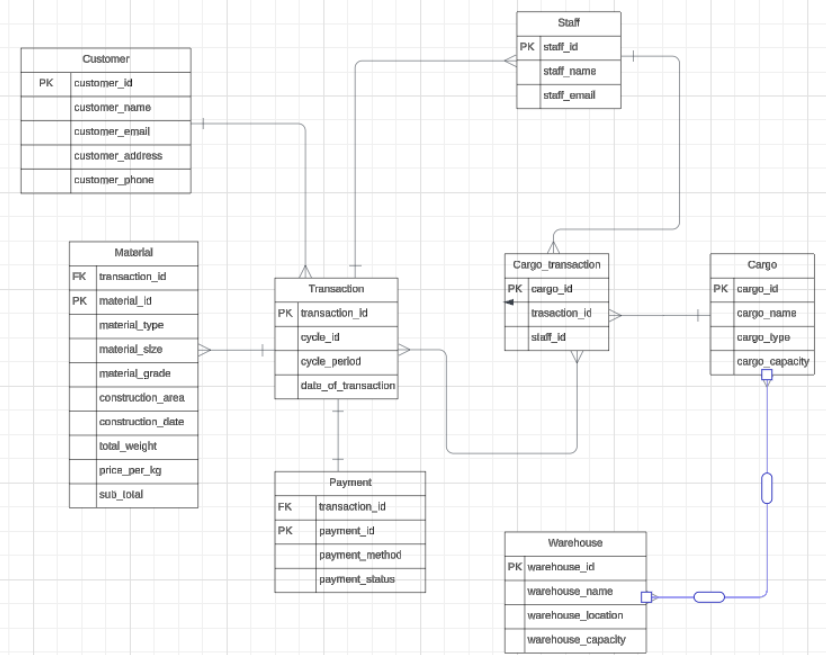 Staff
PK staff_id
staff_name
staff_email
Customer
PK customer_id
customer_name
customer_email
customer_address
customer_phone
Material
FK transaction_id
PK material_id
material_type
material_size
material_grade
construction_area
construction_date
total_weight
price_per_kg
sub_total
Transaction
PK transaction_id
cycle_id
cycle_period
date_of_transaction
Cargo_transaction
PK cargo_id
trasaction_id
staff_id
Cargo
PK cargo_id
cargo_name
cargo_type
cargo_capacity
Payment
FK transaction_id
PK payment_id
payment_method
payment_status
Warehouse
PK warehouse_id
warehouse_name
warehouse_location
warehouse_capacity